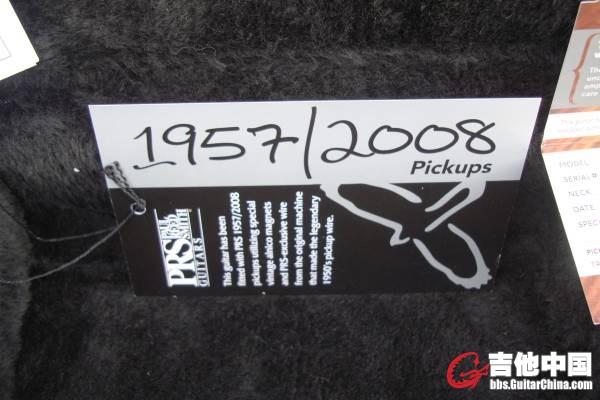 1957/2008
Pickups
PAUL REED SMITH
PRS
GUITARS
This guitar has been
fitted with PRS 1957/2008
pickups utilizing special
vintage alnico magnets
and PRS-exclusive wire
from the original machine
that made the legendary
1950's pickup wire.
MODEL
SERIAL#
NECK
DATE
吉他中国
bbs.GuitarChina.com